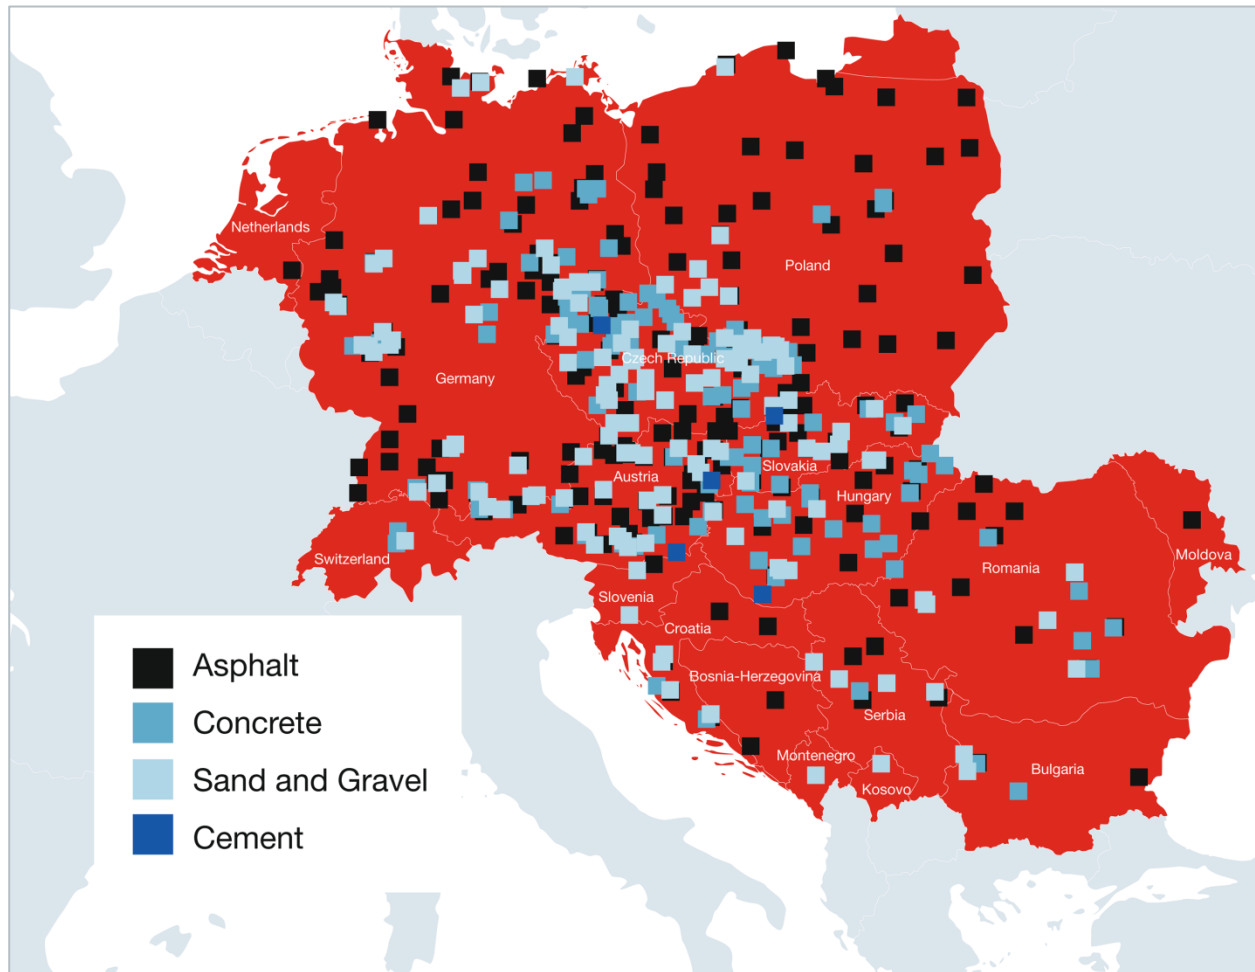 Netherlands
Poland
Czech Republic
Germany
Slovakia
Austria
Hungary
Switzerland
Moldova
Romania
Slovenia
Croatia
Bosnia-Herzegovina
Serbia
Montenegro
Kosovo
Bulgaria
Asphalt
Concrete
Sand and Gravel
Cement